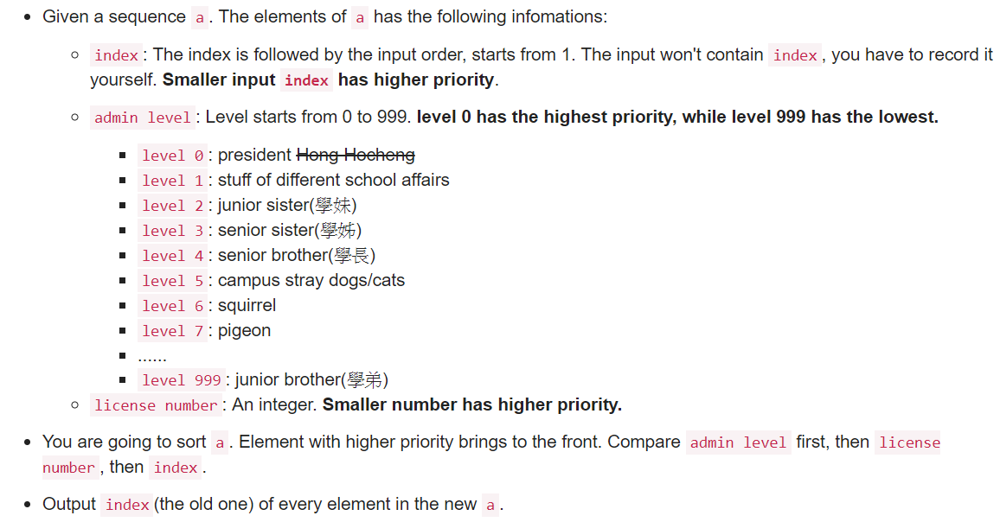 Given a sequence a. The elements of a has the following infomations:
index: The index is followed by the input order, starts from 1. The input won't contain index, you have to record it
yourself. Smaller input index has higher priority.
admin level: Level starts from 0 to 999. level 0 has the highest priority, while level 999 has the lowest.
level 0: president Hong Hocheng
level 1: stuff of different school affairs
level 2: junior sister(學妹)
level 3: senior sister(學姊)
level 4: senior brother(學長)
level 5: campus stray dogs/cats
level 6: squirrel
level 7: pigeon
......
level 999: junior brother(學弟)
license number: An integer. Smaller number has higher priority.
You are going to sort a. Element with higher priority brings to the front. Compare admin level first, then license
number, then index.
Output index(the old one) of every element in the new a.